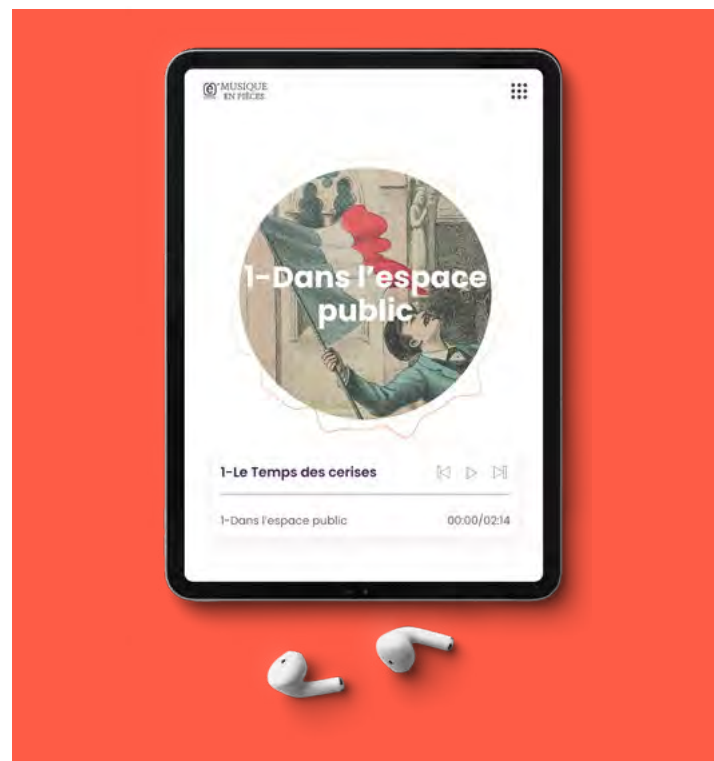 MUSIQUE
EN PIÈCES
1-Dans l'espace
public
1-Le Temps des cerises
1-Dans l'espace public
00:00/02:14